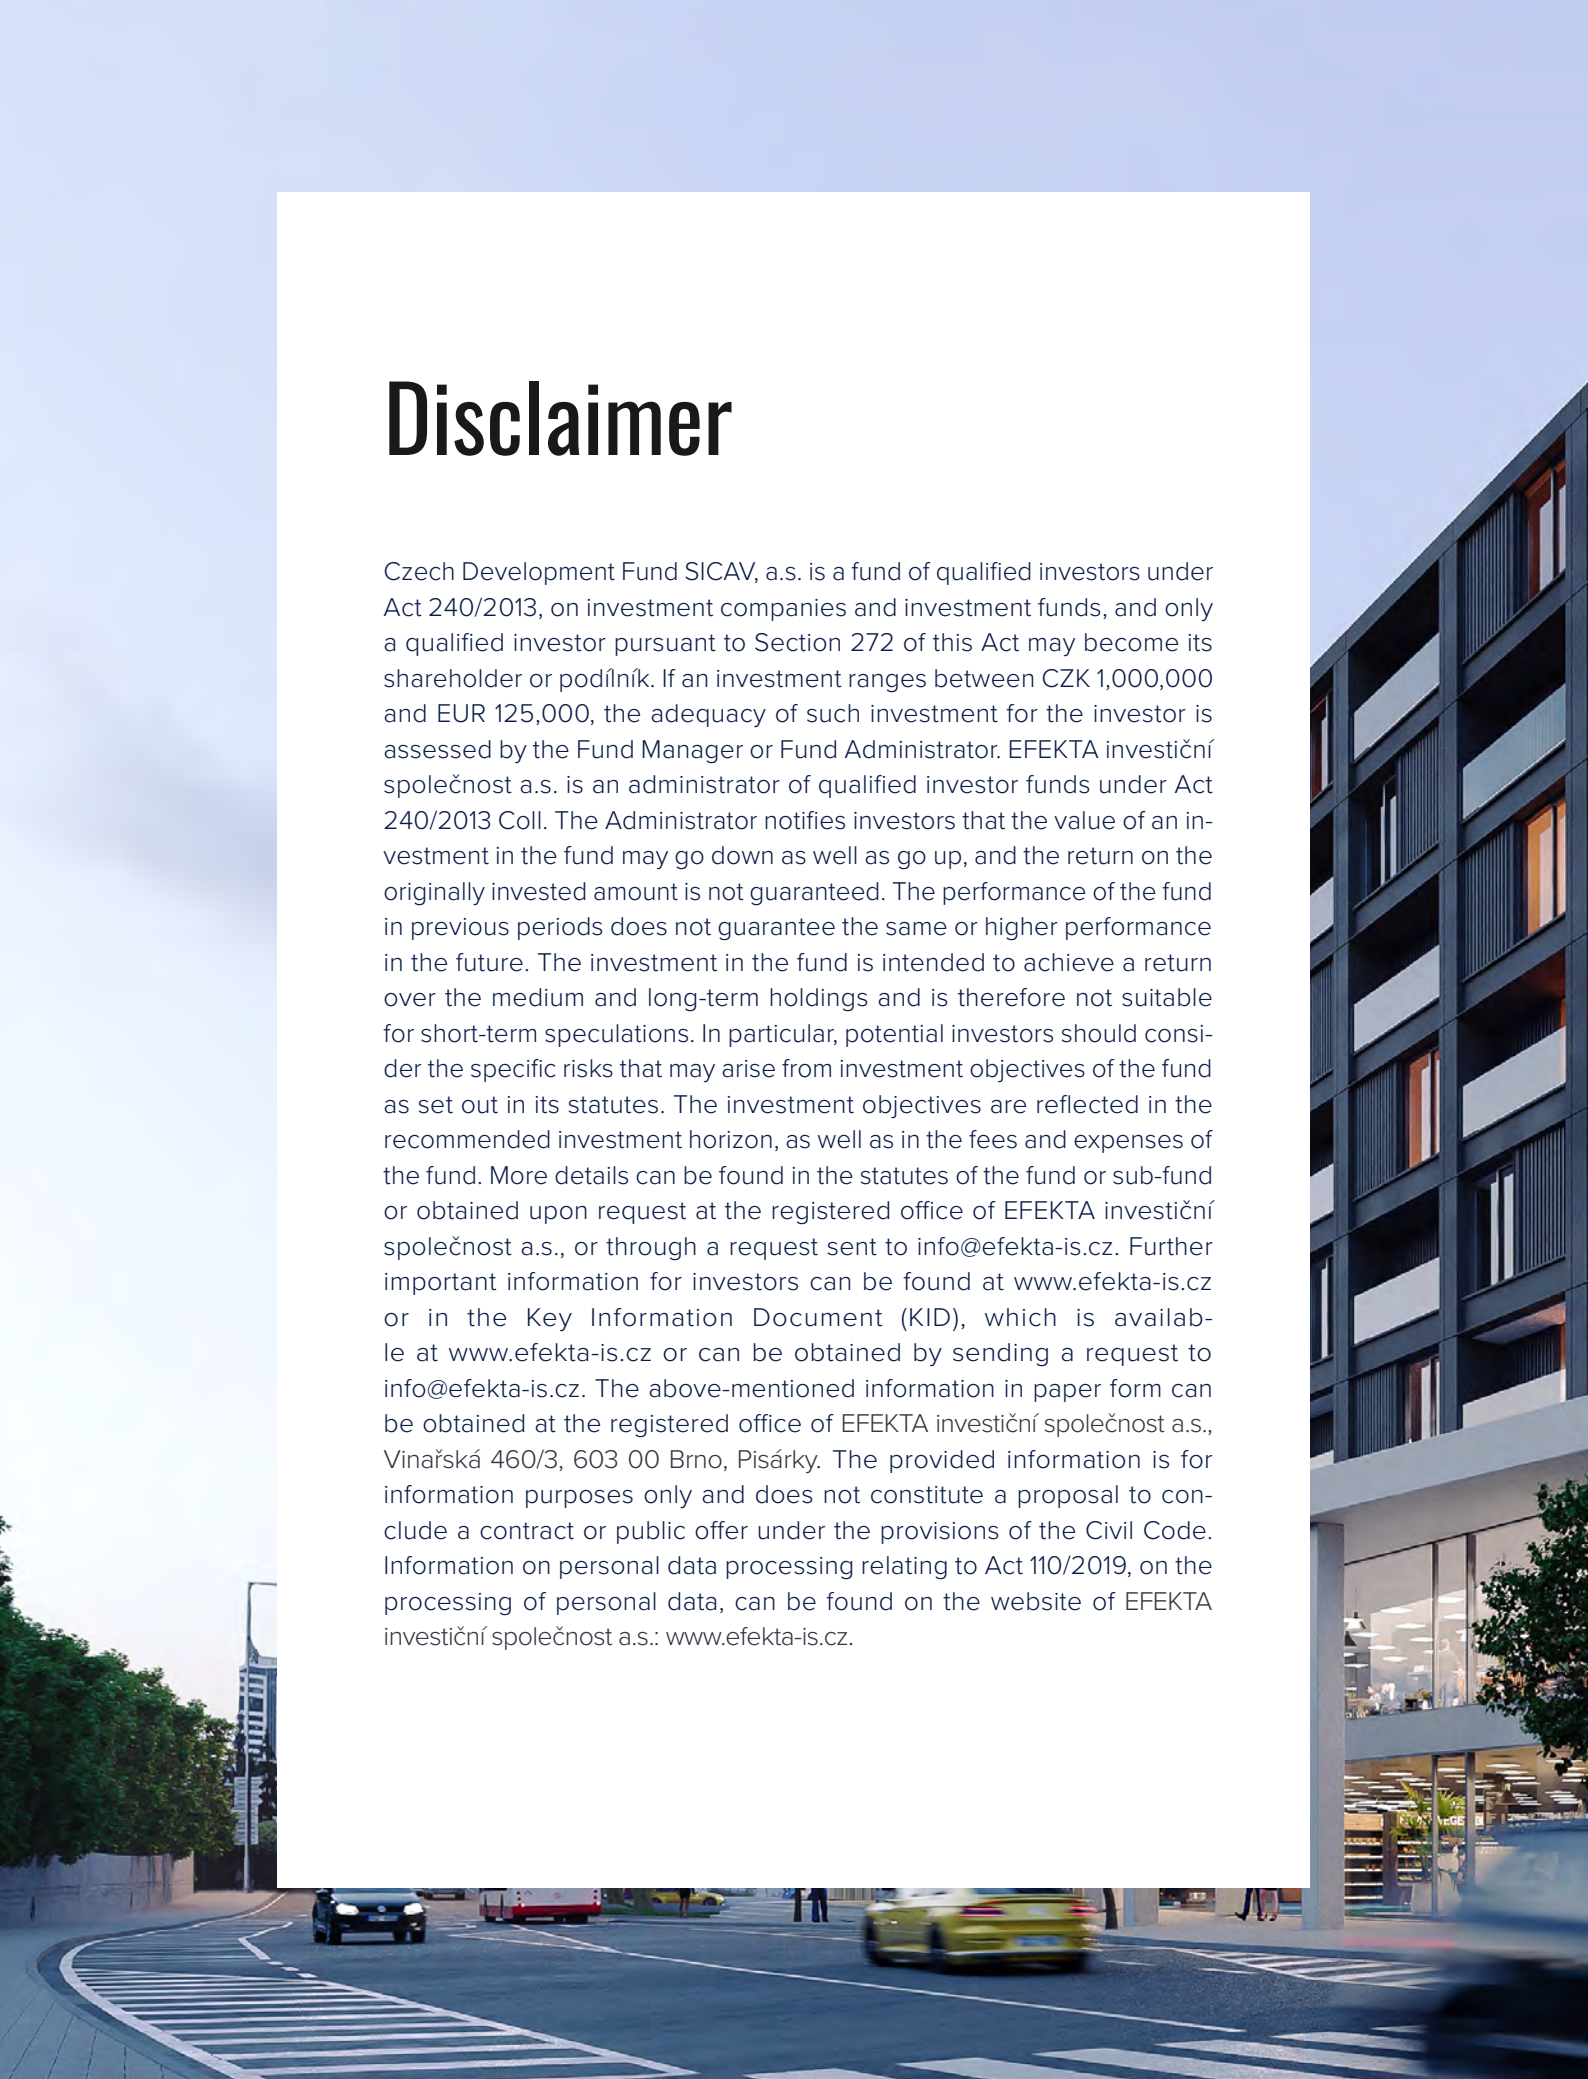 Disclaimer
Czech Development Fund SICAV, a.s. is a fund of qualified investors under
Act 240/2013, on investment companies and investment funds, and only
a qualified investor pursuant to Section 272 of this Act may become its
shareholder or podílník. If an investment ranges between CZK 1,000,000
and EUR 125,000, the adequacy of such investment for the investor is
assessed by the Fund Manager or Fund Administrator. EFEKTA investiční
společnost a.s. is an administrator of qualified investor funds under Act
240/2013 Coll. The Administrator notifies investors that the value of an in-
vestment in the fund may go down as well as go up, and the return on the
originally invested amount is not guaranteed. The performance of the fund
in previous periods does not guarantee the same or higher performance
in the future. The investment in the fund is intended to achieve a return
over the medium and long-term holdings and is therefore not suitable
for short-term speculations. In particular, potential investors should consi-
der the specific risks that may arise from investment objectives of the fund
as set out in its statutes. The investment objectives are reflected in the
recommended investment horizon, as well as in the fees and expenses of
the fund. More details can be found in the statutes of the fund or sub-fund
or obtained upon request at the registered office of EFEKTA investiční
společnost a.s., or through a request sent to info@efekta-is.cz. Further
important information for investors can be found at www.efekta-is.cz
or in the Key Information Document (KID), which is availab-
le at www.efekta-is.cz or can be obtained by sending a request to
info@efekta-is.cz. The above-mentioned information in paper form can
be obtained at the registered office of EFEKTA investiční společnost a.s.,
Vinařská 460/3, 603 00 Brno, Pisárky. The provided information is for
information purposes only and does not constitute a proposal to con-
clude a contract or public offer under the provisions of the Civil Code.
Information on personal data processing relating to Act 110/2019, on the
processing of personal data, can be found on the website of EFEKTA
investiční společnost a.s.: www.efekta-is.cz.